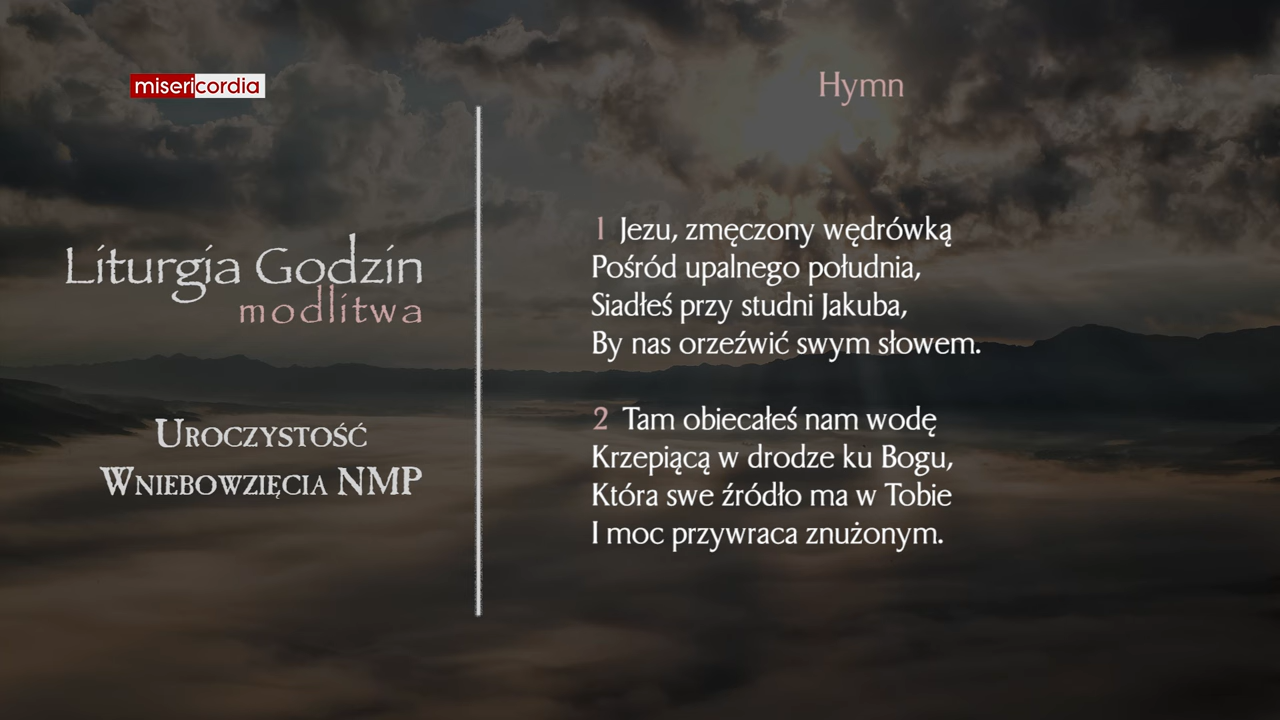 misericordia
Liturgia Godzin
modlitwa
Uroczystość
Wniebowzięcia NMP
Hymn
1 Jezu, zmęczony wędrówką
Pośród upalnego południa,
Siadłeś przy studni Jakuba,
By nas orzeźwić swym słowem.
2 Tam obiecałeś nam wodę
Krzepiącą w drodze ku Bogu,
Która swe źródło ma w Tobie
I moc przywraca znużonym.